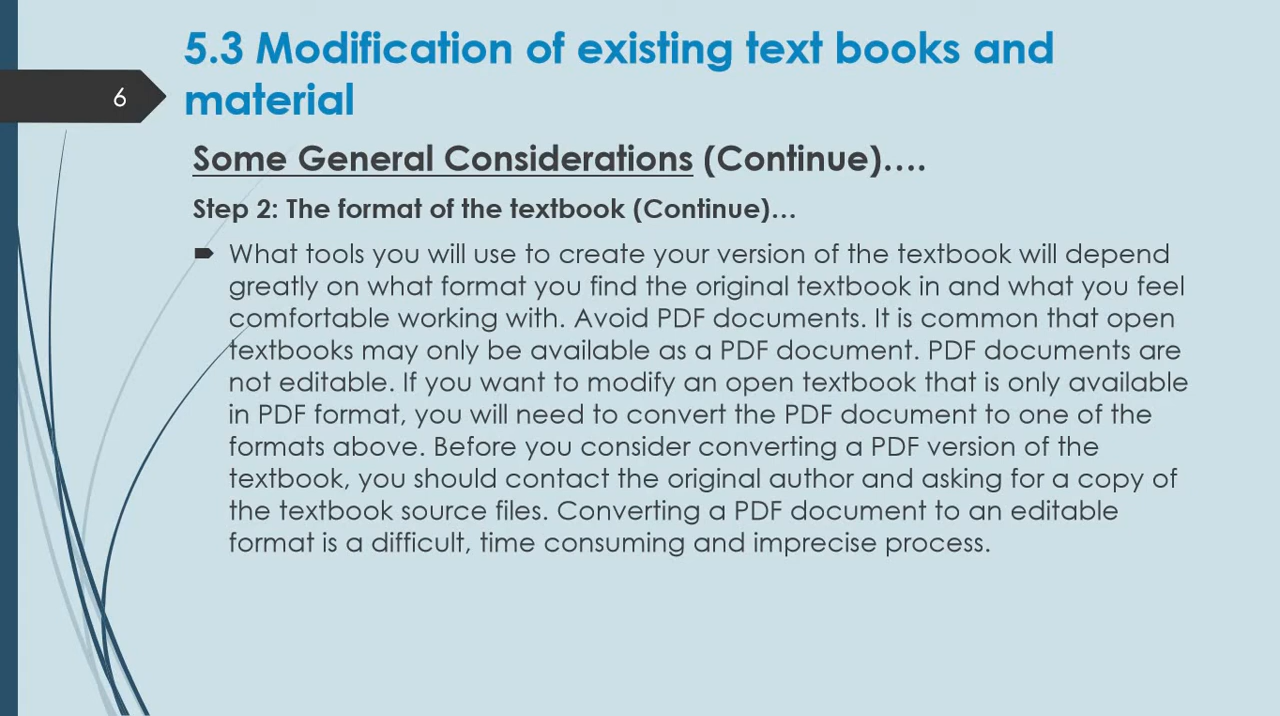 5.3 Modification of existing text books and
material
6
Some General Considerations (Continue)….
Step 2: The format of the textbook (Continue)…
What tools you will use to create your version of the textbook will depend
greatly on what format you find the original textbook in and what you feel
comfortable working with. Avoid PDF documents. It is common that open
textbooks may only be available as a PDF document. PDF documents are
not editable. If you want to modify an open textbook that is only available
in PDF format, you will need to convert the PDF document to one of the
formats above. Before you consider converting a PDF version of the
textbook, you should contact the original author and asking for a copy of
the textbook source files. Converting a PDF document to an editable
format is a difficult, time consuming and imprecise process.